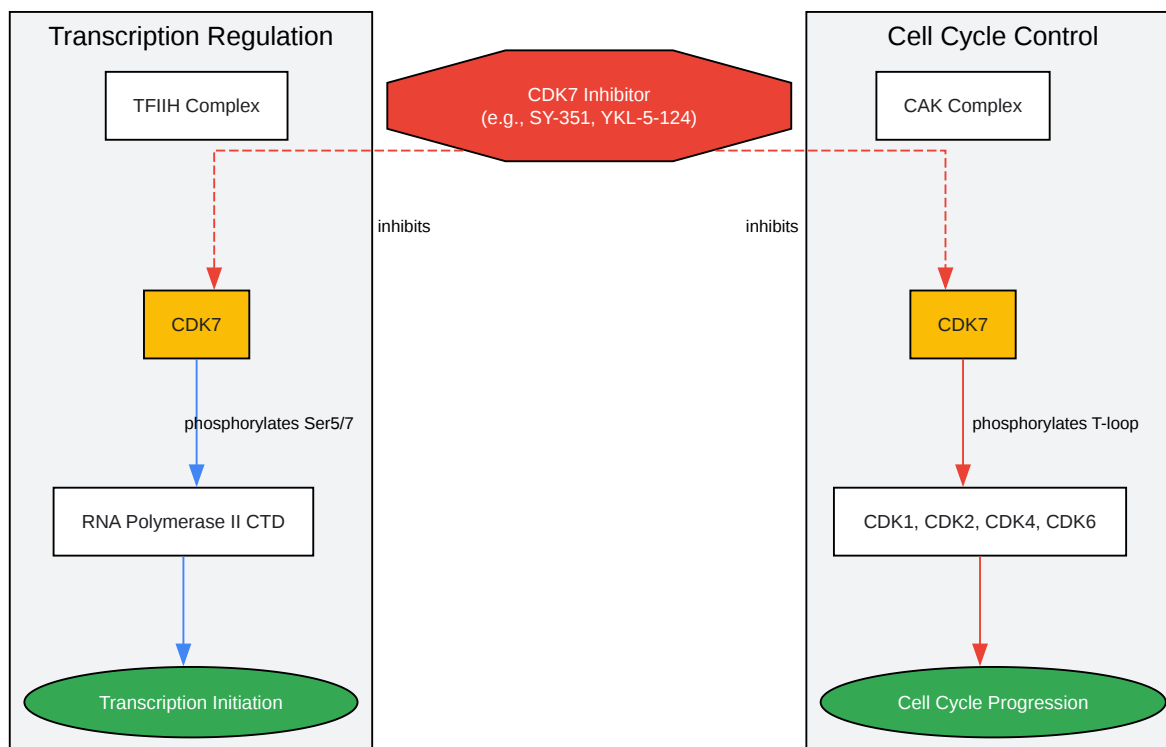 Transcription Regulation
TFIIH Complex
CDK7
phosphorylates Ser5/7
RNA Polymerase II CTD
Transcription Initiation
CDK7 Inhibitor
(e.g., SY-351, YKL-5-124)
inhibits
inhibits
Cell Cycle Control
CAK Complex
CDK7
phosphorylates T-loop
CDK1, CDK2, CDK4, CDK6
Cell Cycle Progression